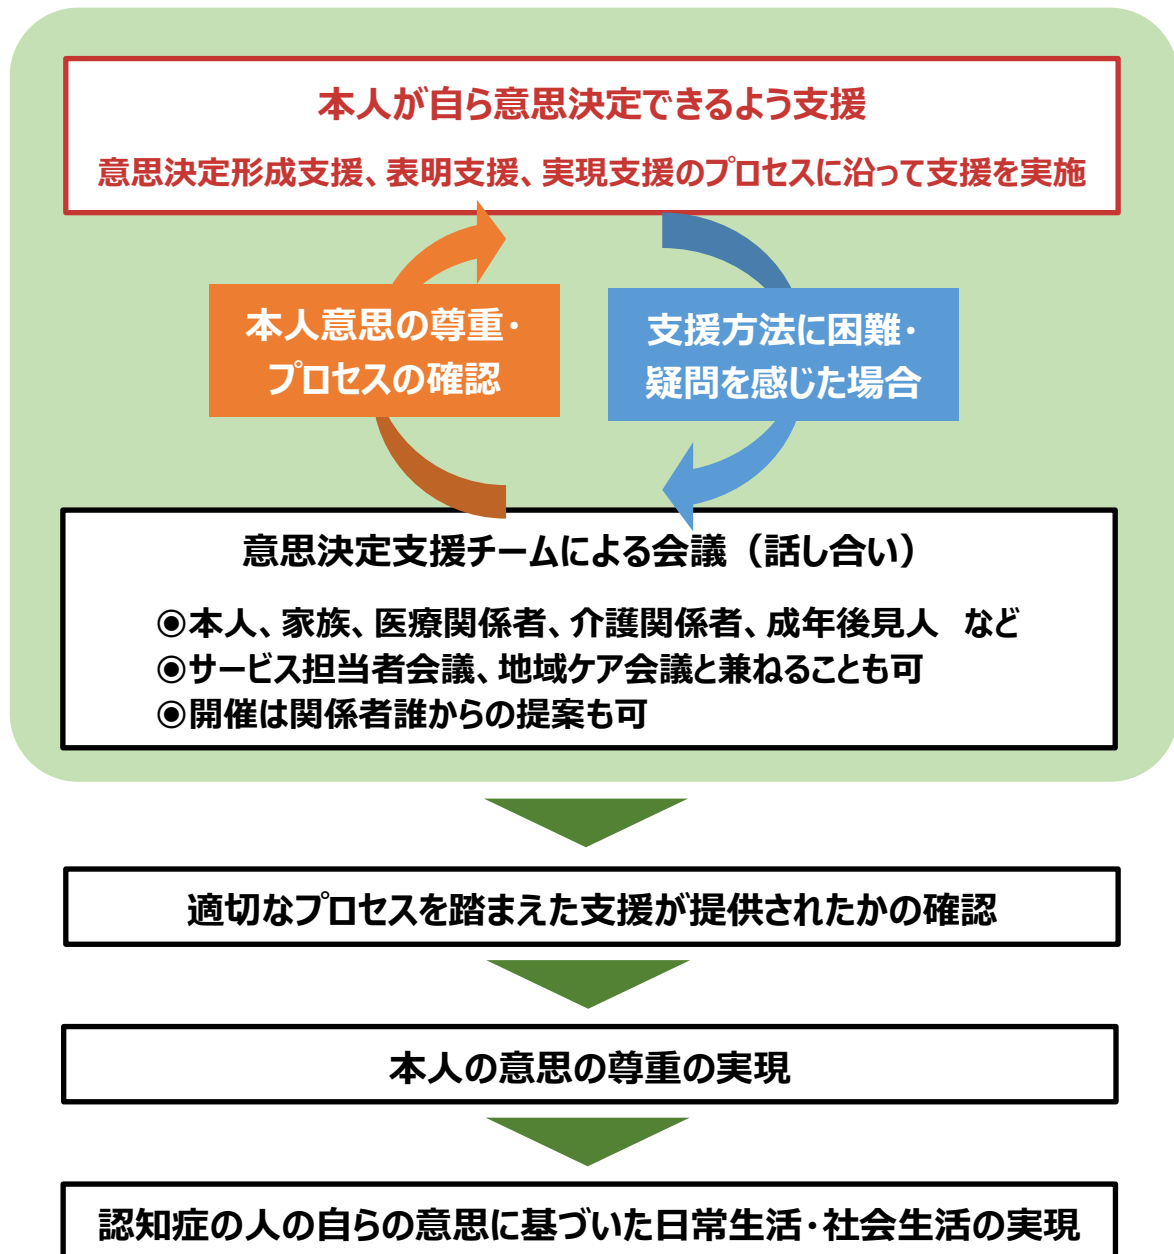 本人が自ら意思決定できるよう支援
意思決定形成支援、表明支援、実現支援のプロセスに沿って支援を実施
本人意思の尊重・
プロセスの確認
支援方法に困難・
疑問を感じた場合
意思決定支援チームによる会議（話し合い）
◉本人、家族、医療関係者、介護関係者、成年後見人　など
◉サービス担当者会議、地域ケア会議と兼ねることも可
◉開催は関係者誰からの提案も可
適切なプロセスを踏まえた支援が提供されたかの確認
本人の意思の尊重の実現
認知症の人の自らの意思に基づいた日常生活・社会生活の実現